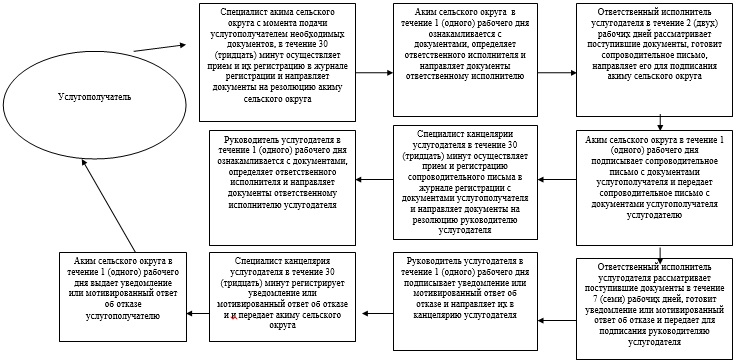 Услугополучатель
Специалист акима сельского
округа с момента подачи
услугополучателем необходимых
документов, в течение 30
(тридцать) минут осуществляет
прием и их регистрацию в журнале
регистрации и направляет
документы на резолюцию акиму
сельского округа
Аким сельского округа в
течение 1 (одного) рабочего дня
ознакамливается с
документами, определяет
ответственного исполнителя и
направляет документы
ответственному исполнителю
Ответственный исполнитель
услугодателя в течение 2 (двух)
рабочих дней рассматривает
поступившие документы, готовит
сопроводительное письмо,
направляет его для подписания
акиму сельского округа
Аким сельского округа в течение 1
(одного) рабочего дня
подписывает сопроводительное
письмо с документами
услугополучателя и передает
сопроводительное письмо с
документами услугополучателя
услугодателю
Специалист канцелярии
услугодателя в течение 30
(тридцать) минут осуществляет
прием и регистрацию
сопроводительного письма в
журнале регистрации с
документами услугополучателя
и направляет документы на
резолюцию руководителю
услугодателя
Руководитель услугодателя в
течение 1 (одного) рабочего дня
ознакамливается с документами,
определяет ответственного
исполнителя и направляет
документы ответственному
исполнителю услугодателя
Ответственный исполнитель
услугодателя рассматривает
поступившие документы в течение
7 (семи) рабочих дней, готовит
уведомление или мотивированный
ответ об отказе и передает для
подписания руководителю
услугодателя
Руководитель услугодателя в
течение 1 (одного) рабочего дня
подписывает уведомление или
мотивированный ответ об
отказе и направляет их в
канцелярию услугодателя
Специалист канцелярия
услугодателя в течение 30
(тридцать) минут регистрирует
уведомление или
мотивированный ответ об отказе
и и передает акиму сельского
округа
Аким сельского округа в
течение 1 (одного) рабочего
дня выдает уведомление
или мотивированный ответ
об отказе
услугополучателю